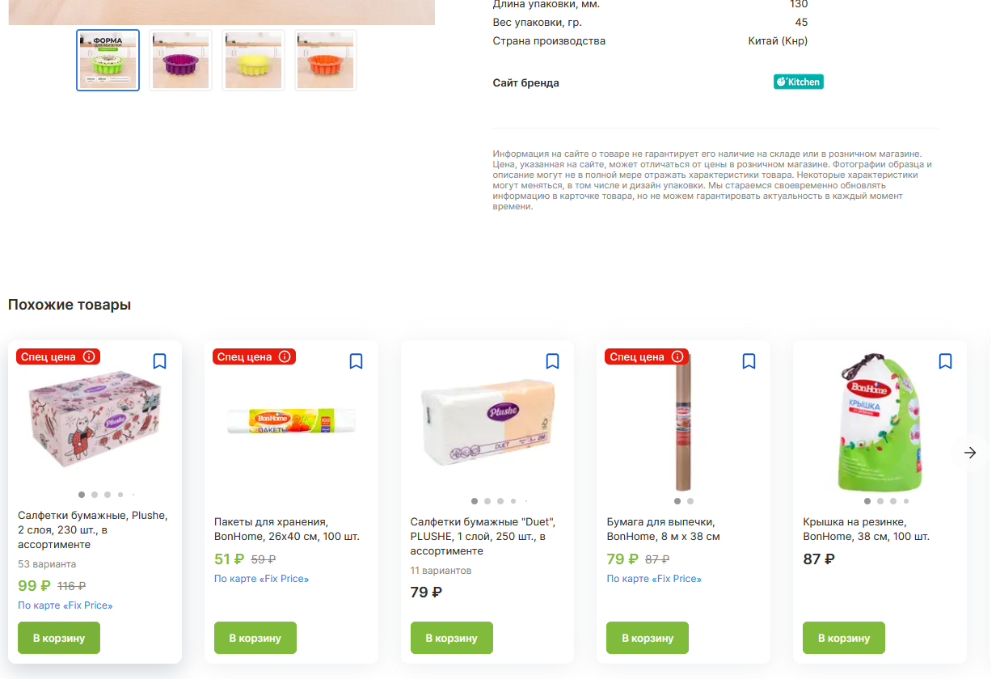 Длина упаковки, мм.
130
Вес упаковки, гр.
45
Страна производства
Китай (Кнр)
ФОРМА
Сайт бренда
Kitchen
Информация на сайте о товаре не гарантирует его наличие на складе или в розничном магазине.
Цена, указанная на сайте, может отличаться от цены в розничном магазине. Фотографии образца и
описание могут не в полной мере отражать характеристики товара. Некоторые характеристики
могут меняться, в том числе и дизайн упаковки. Мы стараемся своевременно обновлять
информацию в карточке товара, но не можем гарантировать актуальность в каждый момент
времени.
Похожие товары
Спец цена
Plushe
Салфетки бумажные, Plushe,
2 слоя, 230 шт., в
ассортименте
53 варианта
99 ₽ 116 ₽
По карте «Fix Price»
В корзину
Спец цена
BonHome
ПАКЕТЫ
100
Пакеты для хранения,
BonHome, 26х40 см, 100 шт.
51 ₽ 59 ₽
По карте «Fix Price»
В корзину
Plushe
DUET
Салфетки бумажные "Duet",
PLUSHE, 1 слой, 250 шт., в
ассортименте
11 вариантов
79 ₽
В корзину
Спец цена
Бумага для выпечки,
BonHome, 8 м х 38 см
79 ₽ 87 ₽
По карте «Fix Price»
В корзину
BonHome
КРЫШКА
Крышка на резинке,
BonHome, 38 см, 100 шт.
87 ₽
В корзину